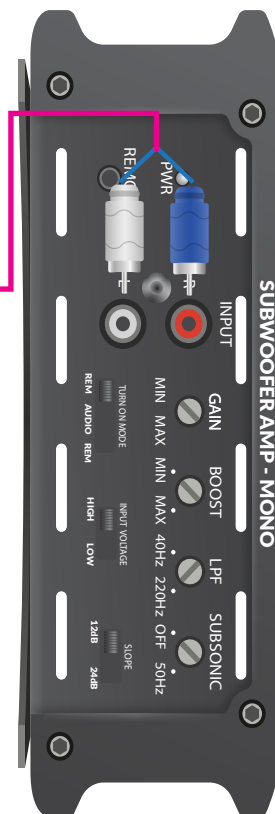 SUBWOOFER AMP - MONO
PWR
INPUT
GAIN
MIN MAX
BOOST
MIN MAX
LPF
40Hz 220Hz
SUBSONIC
OFF 50Hz
TURN ON MODE
REM AUDIO REM
INPUT VOLTAGE
HIGH LOW
SLOPE
12dB 24dB